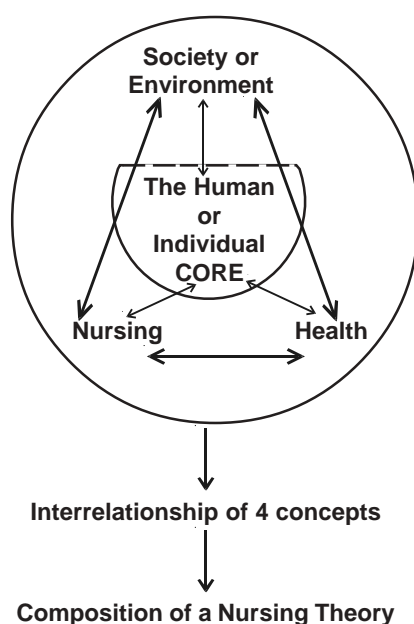 Society or
Environment
The Human
or
Individual
CORE
Nursing
Health
Interrelationship of 4 concepts
Composition of a Nursing Theory